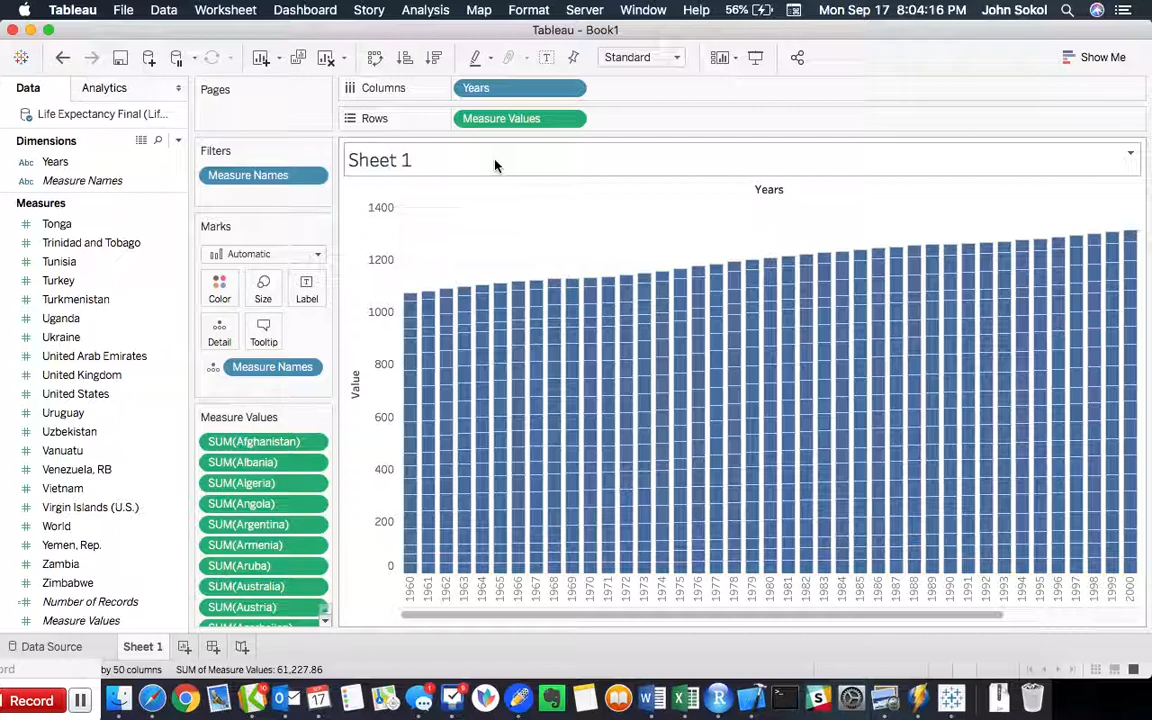 Tableau File Data Worksheet Dashboard Story Analysis Map Format Server Window Help 56% Mon Sep 17 8:04:16 PM John Sokol
Tableau - Book1
Standard Show Me
Data Analytics Pages Columns Years
Life Expectancy Final (Lif... Rows Measure Values
Dimensions
Years
Measure Names
Measures
Tonga
Trinidad and Tobago
Tunisia
Turkey
Turkmenistan
Uganda
Ukraine
United Arab Emirates
United Kingdom
United States
Uruguay
Uzbekistan
Vanuatu
Venezuela, RB
Vietnam
Virgin Islands (U.S.)
World
Yemen, Rep.
Zambia
Zimbabwe
Number of Records
Measure Values
Filters
Measure Names
Marks
Automatic
Color Size Label
Detail Tooltip
Measure Names
Measure Values
SUM(Afghanistan)
SUM(Albania)
SUM(Algeria)
SUM(Angola)
SUM(Argentina)
SUM(Armenia)
SUM(Aruba)
SUM(Australia)
SUM(Austria)
Sheet 1
Years
1400
1200
1000
800
600
400
200
0
Value
1960 1961 1962 1963 1964 1965 1966 1967 1968 1969 1970 1971 1972 1973 1974 1975 1976 1977 1978 1979 1980 1981 1982 1983 1984 1985 1986 1987 1988 1989 1990 1991 1992 1993 1994 1995 1996 1997 1998 1999 2000
Data Source Sheet 1
by 50 columns SUM of Measure Values: 61,227.86
Record